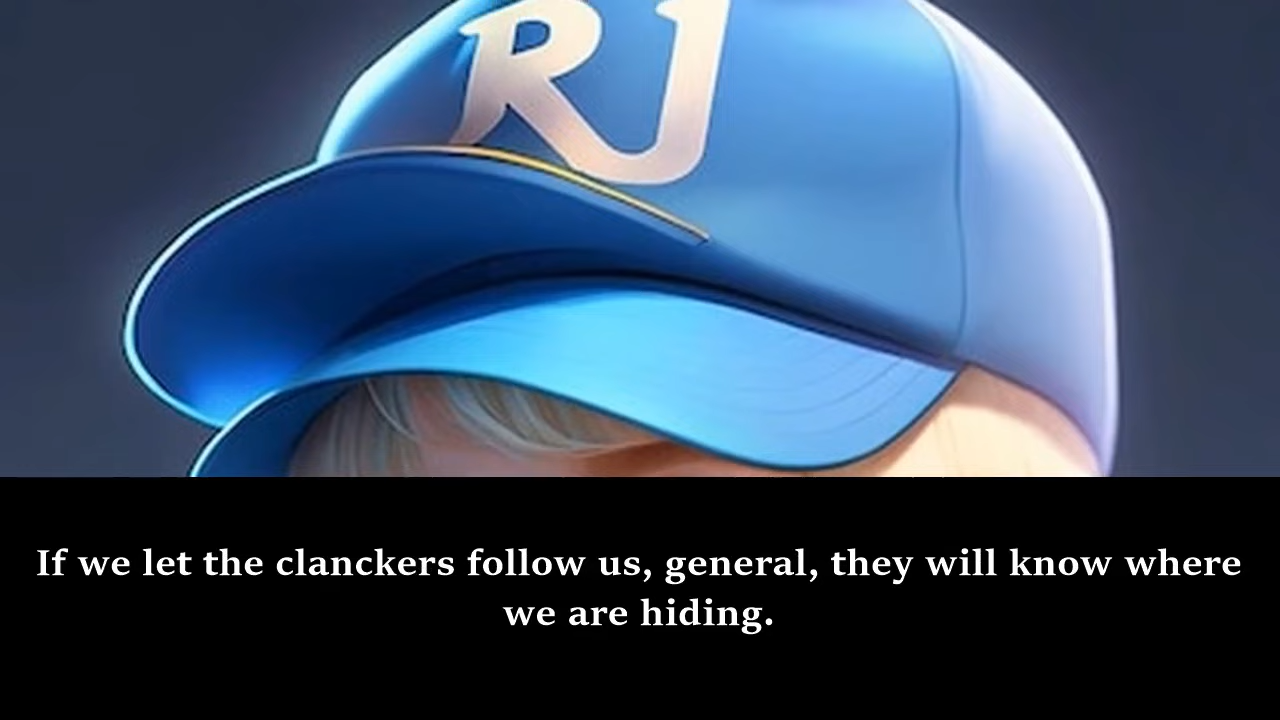 RJ
If we let the clanckers follow us, general, they will know where
we are hiding.